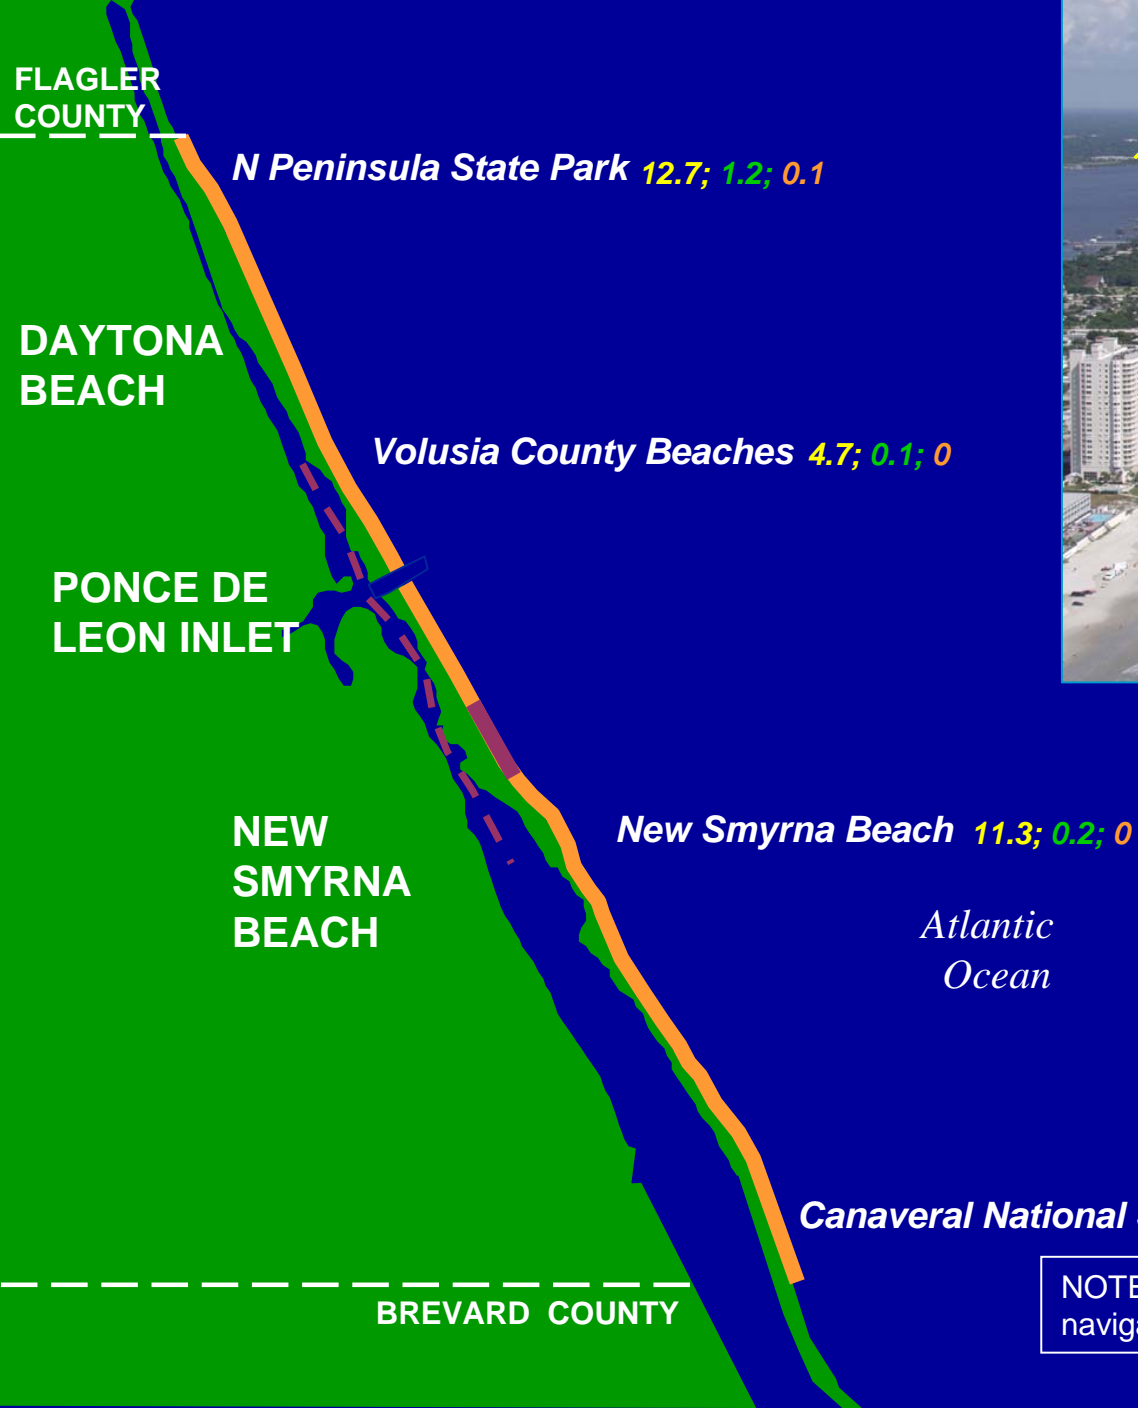 FLAGLER
COUNTY
N Peninsula State Park 12.7; 1.2; 0.1
DAYTONA
BEACH
Volusia County Beaches 4.7; 0.1; 0
PONCE DE
LEON INLET
NEW
SMYRNA
BEACH
New Smyrna Beach 11.3; 0.2; 0
Atlantic
Ocean
Canaveral National
BREVARD COUNTY
NOTE